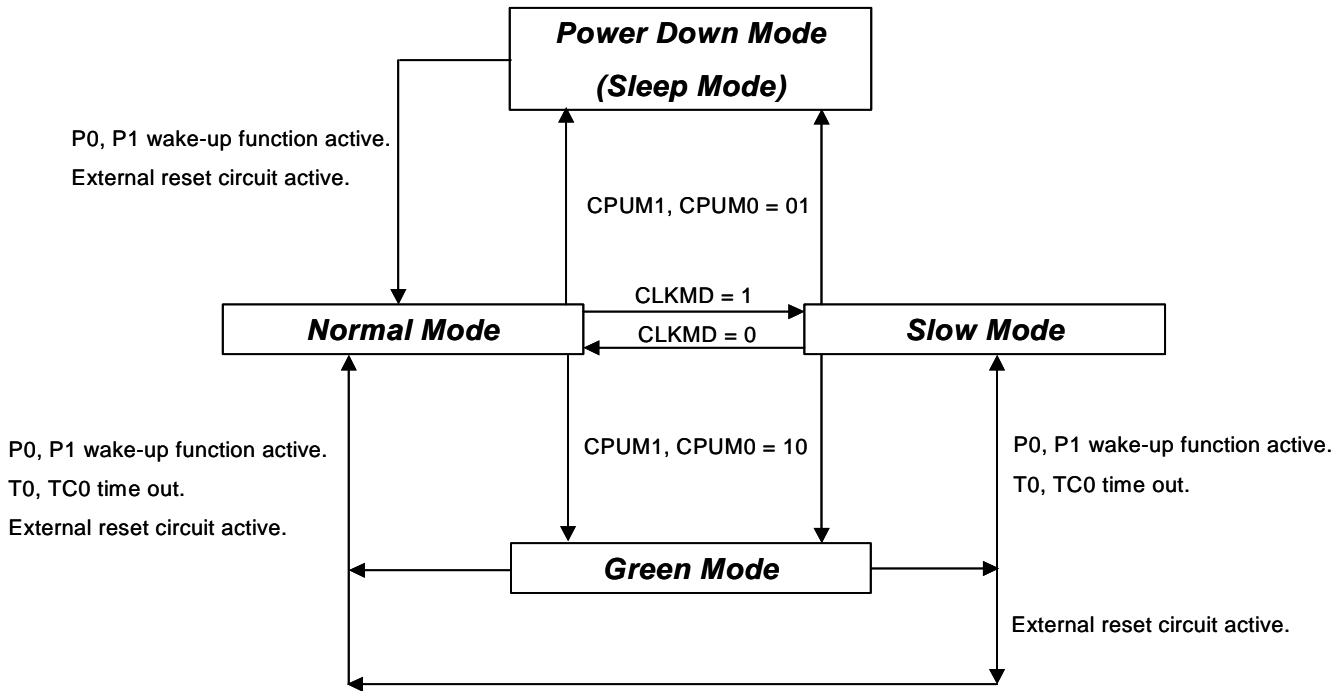 Power Down Mode
(Sleep Mode)
P0, P1 wake-up function active.
External reset circuit active.
CPUM1, CPUM0 = 01
CLKMD = 1
Normal Mode
CLKMD = 0
Slow Mode
P0, P1 wake-up function active.
T0, TC0 time out.
External reset circuit active.
CPUM1, CPUM0 = 10
P0, P1 wake-up function active.
T0, TC0 time out.
Green Mode
External reset circuit active.